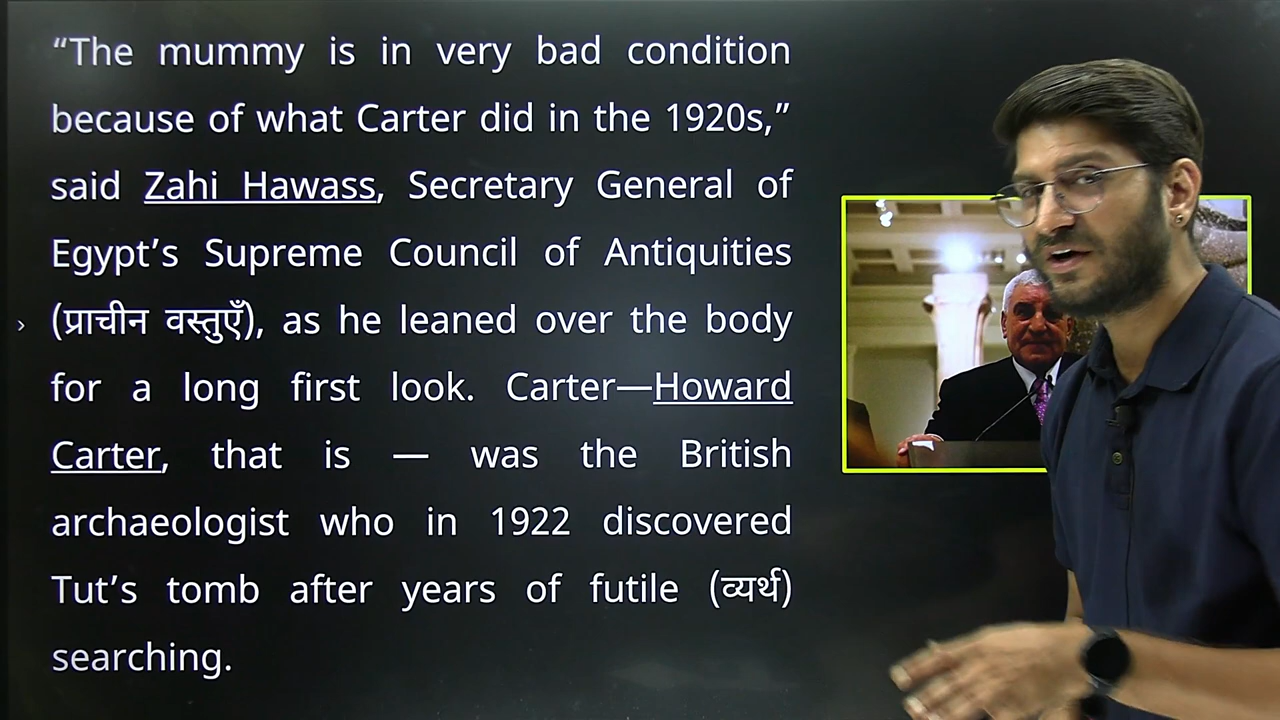 “The mummy is in very bad condition
because of what Carter did in the 1920s,”
said Zahi Hawass, Secretary General of
Egypt’s Supreme Council of Antiquities
(प्राचीन वस्तुएँ), as he leaned over the body
for a long first look. Carter—Howard
Carter, that is — was the British
archaeologist who in 1922 discovered
Tut’s tomb after years of futile (व्यर्थ)
searching.